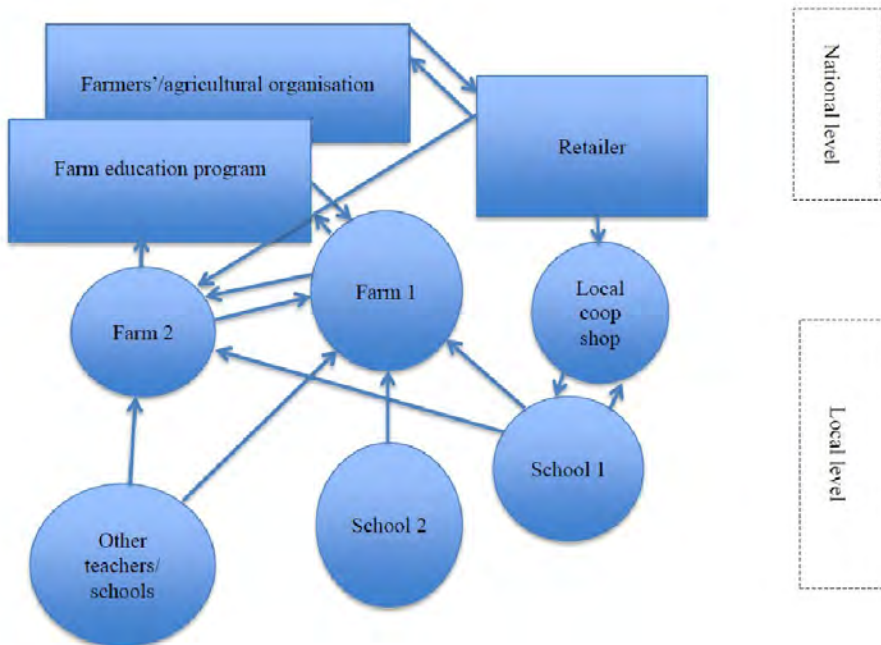 Farmers’/agricultural organisation
Farm education program
Retailer
National level
Farm 1
Farm 2
Local
coop
shop
School 1
School 2
Other
teachers/
schools
Local level